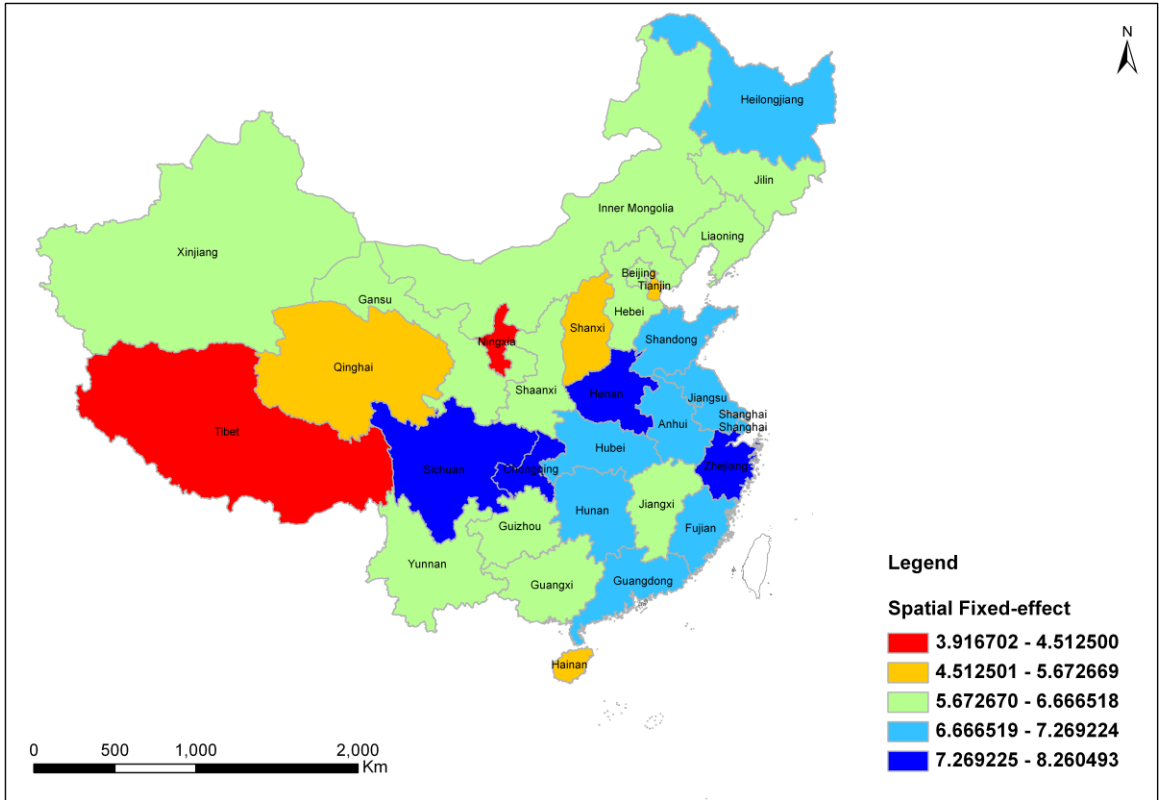 N
Heilongjiang
Jilin
Inner Mongolia
Liaoning
Xinjiang
Beijing
Tianjin
Gansu
Hebei
Shanxi
Ningxia
Shandong
Qinghai
Shaanxi
Henan
Jiangsu
Shanghai
Anhui
Shanghai
Tibet
Hubei
Zhejiang
Sichuan
Chongqing
Jiangxi
Hunan
Guizhou
Fujian
Yunnan
Guangdong
Guangxi
Hainan
Legend
Spatial Fixed-effect
3.916702 - 4.512500
4.512501 - 5.672669
5.672670 - 6.666518
6.666519 - 7.269224
7.269225 - 8.260493
0 500 1,000 2,000
Km